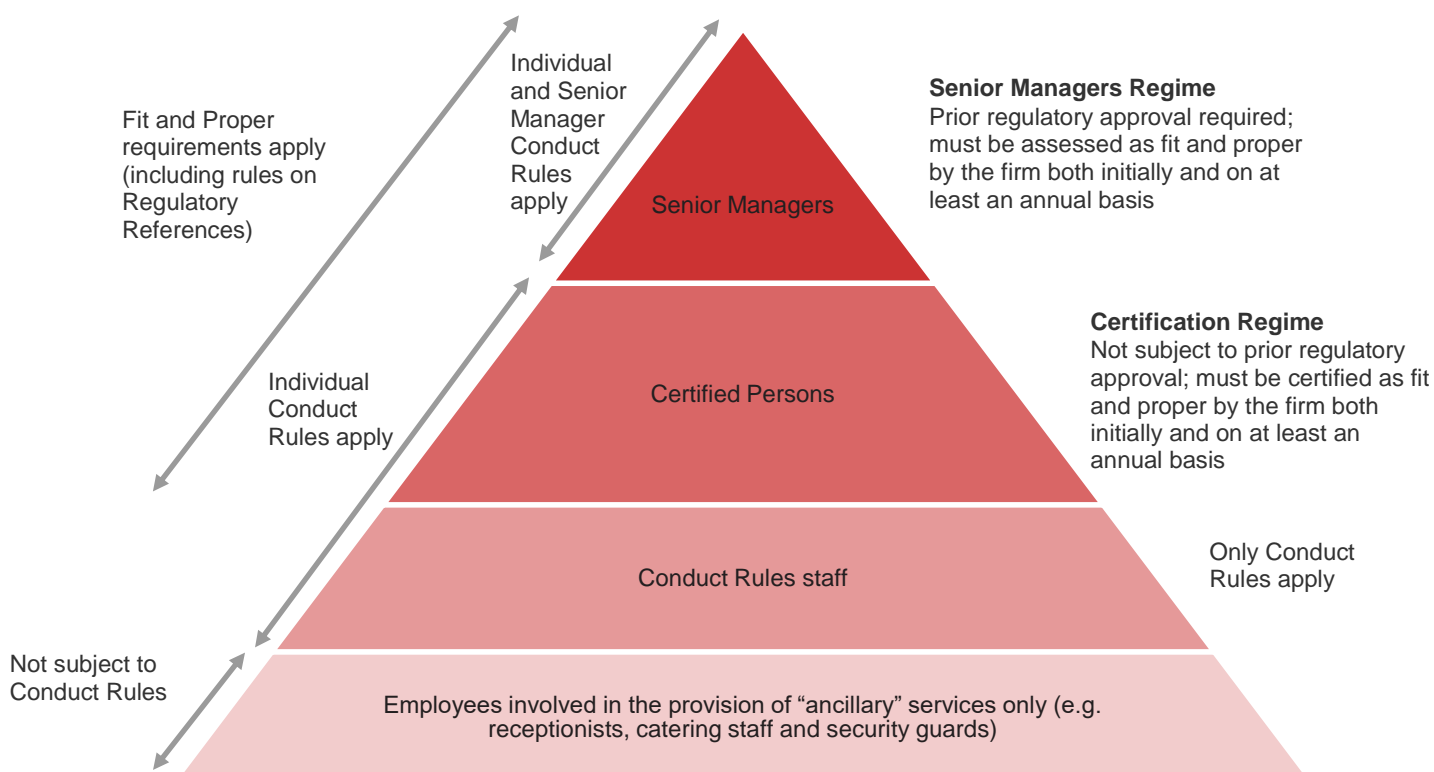 Fit and Proper
requirements apply
(including rules on
Regulatory
References)
Individual
and Senior
Manager
Conduct
Rules
apply
Senior Managers
Senior Managers Regime
Prior regulatory approval required;
must be assessed as fit and proper
by the firm both initially and on at
least an annual basis
Individual
Conduct
Rules apply
Certified Persons
Certification Regime
Not subject to prior regulatory
approval; must be certified as fit
and proper by the firm both
initially and on at least an
annual basis
Conduct Rules staff
Only Conduct
Rules apply
Not subject to
Conduct Rules
Employees involved in the provision of “ancillary” services only (e.g.
receptionists, catering staff and security guards)